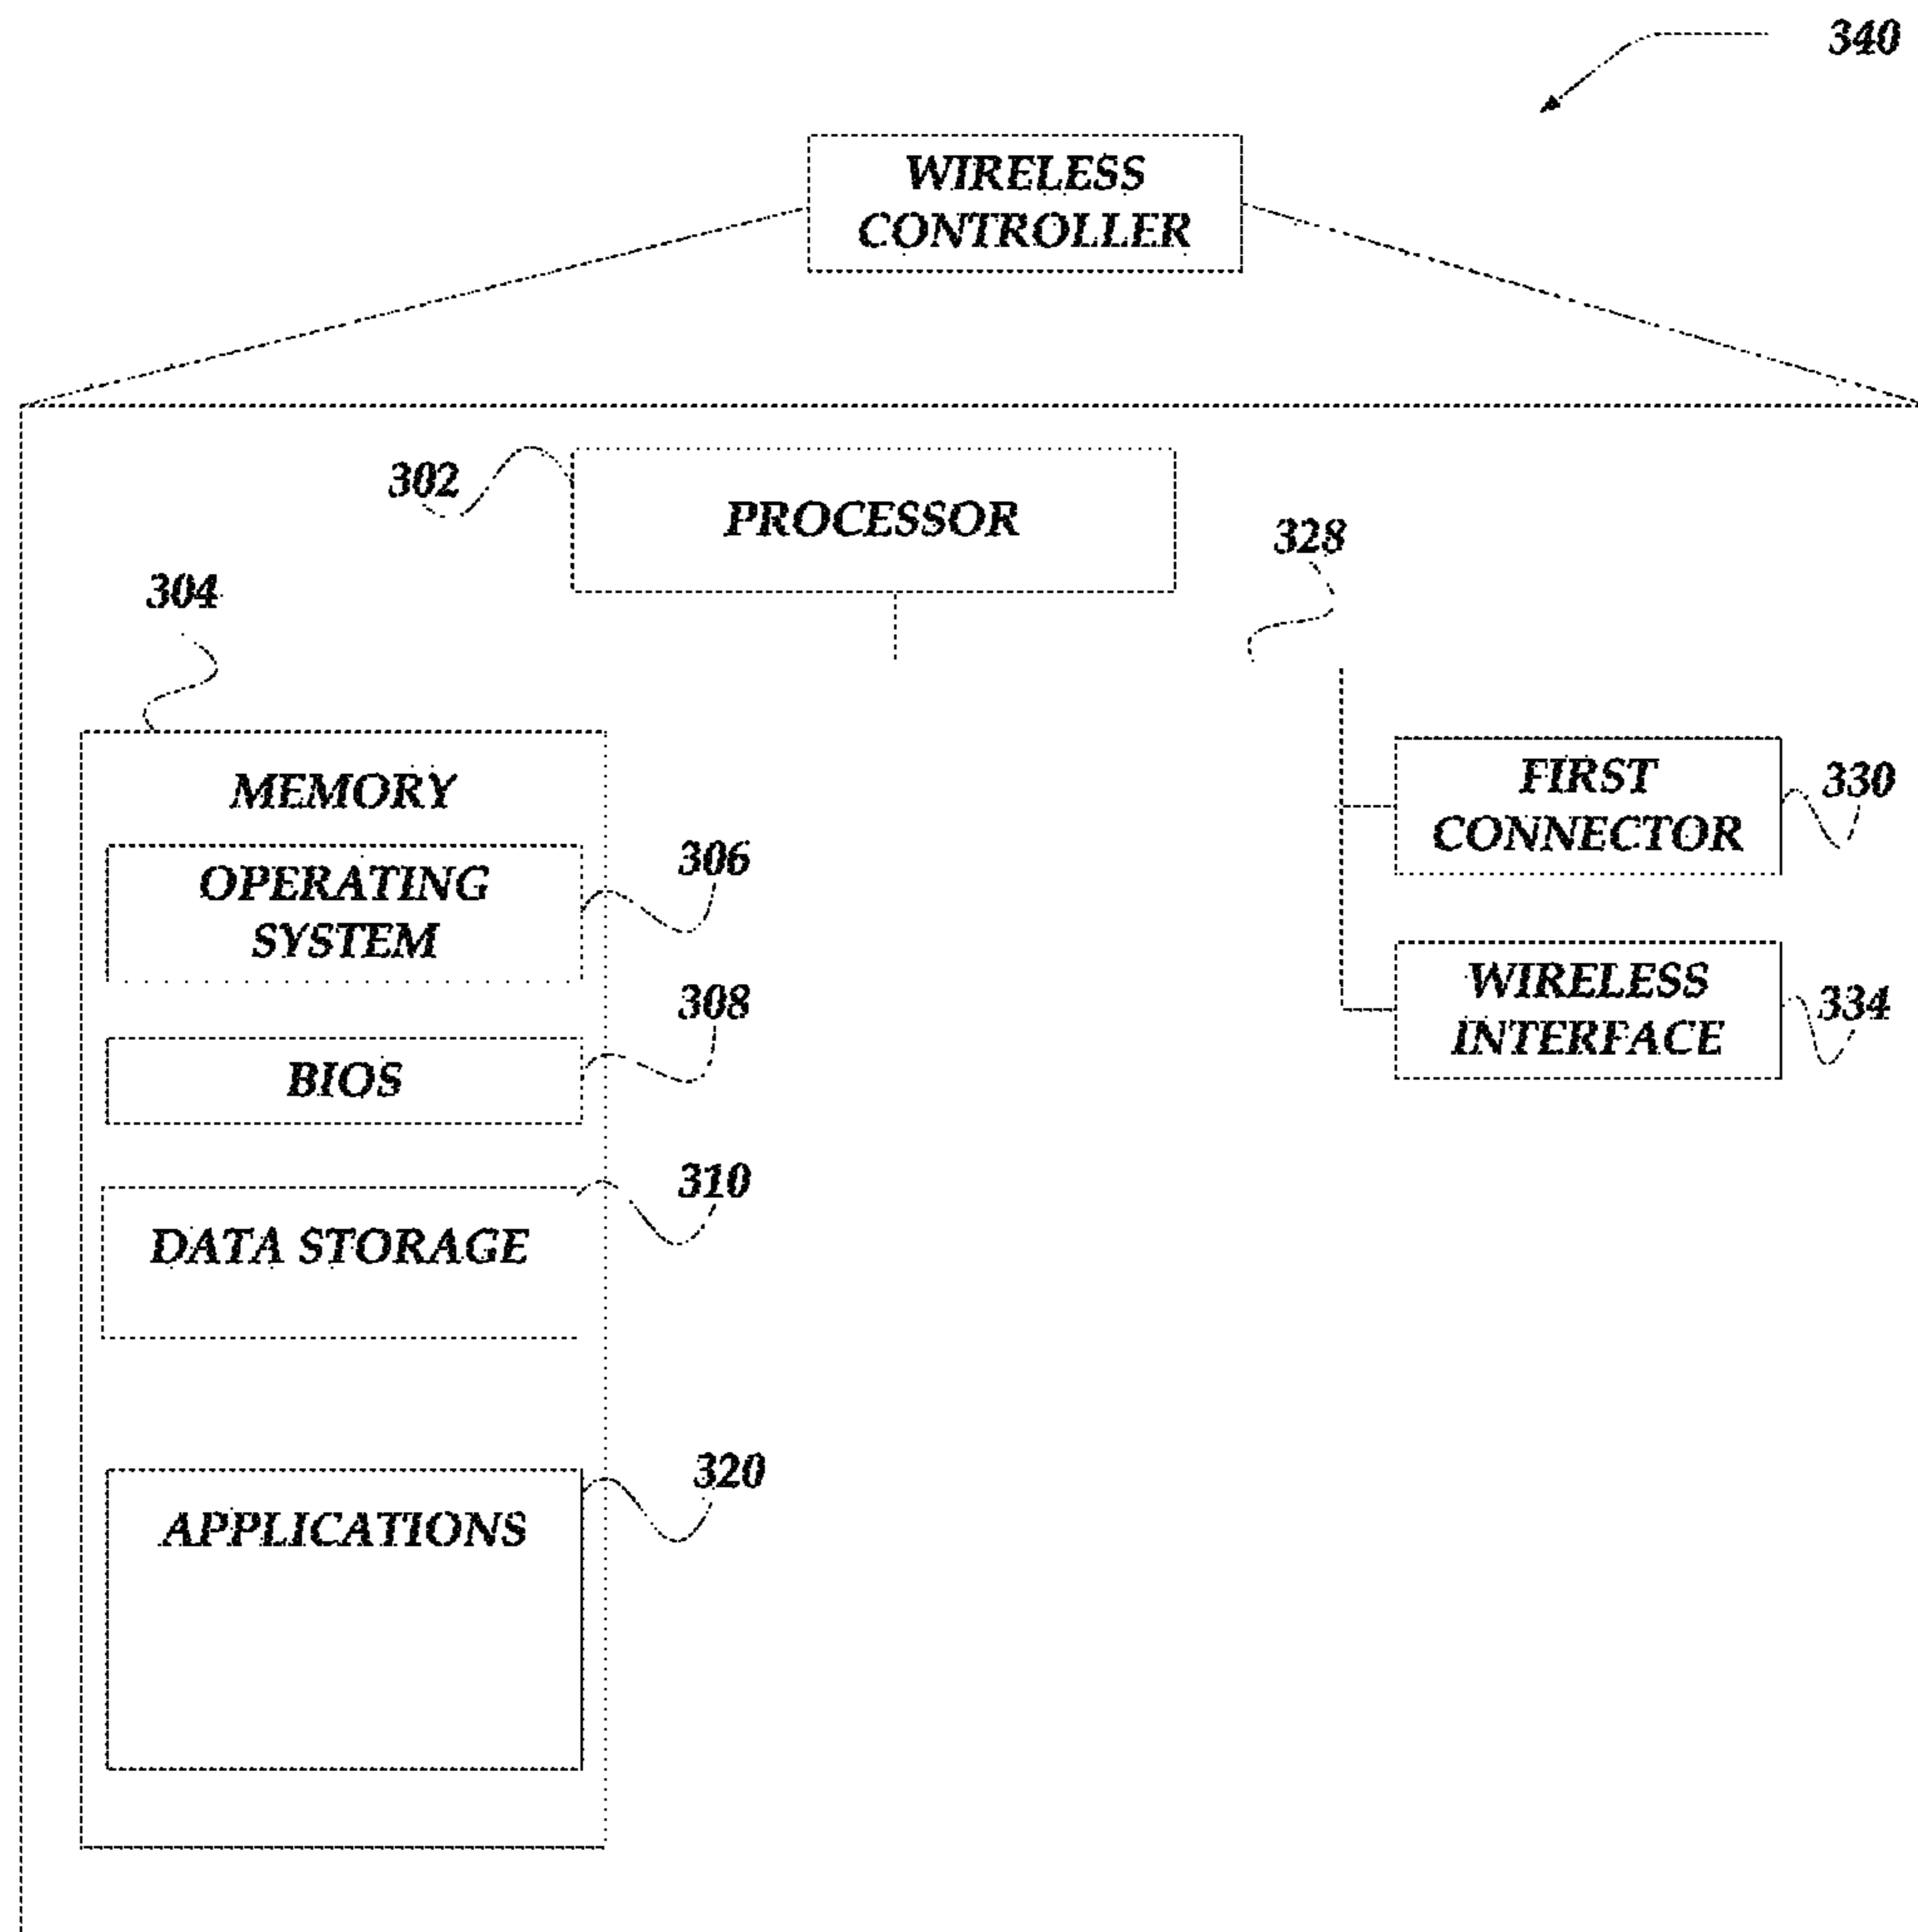 340
WIRELESS
CONTROLLER
302
PROCESSOR
328
304
MEMORY
FIRST
CONNECTOR
330
OPERATING
SYSTEM
306
WIRELESS
INTERFACE
334
308
BIOS
310
DATA STORAGE
320
APPLICATIONS